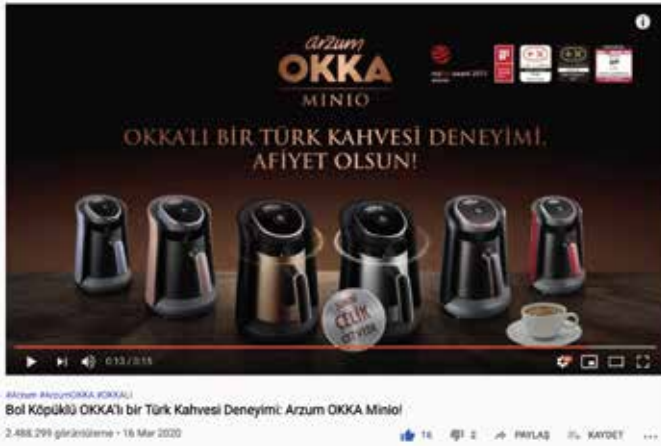 arzum
OKKA
MINIO
OKKA'LI BİR TÜRK KAHVESİ DENEYİMİ.
AFİYET OLSUN!
ÇELİK
0:13 / 0:15
#Arzum #ArzumOKKA #OKKALI
Bol Köpüklü OKKA'lı bir Türk Kahvesi Deneyimi: Arzum OKKA Minio!
2.488.299 görüntüleme • 16 Mar 2020
16
2
PAYLAŞ
KAYDET